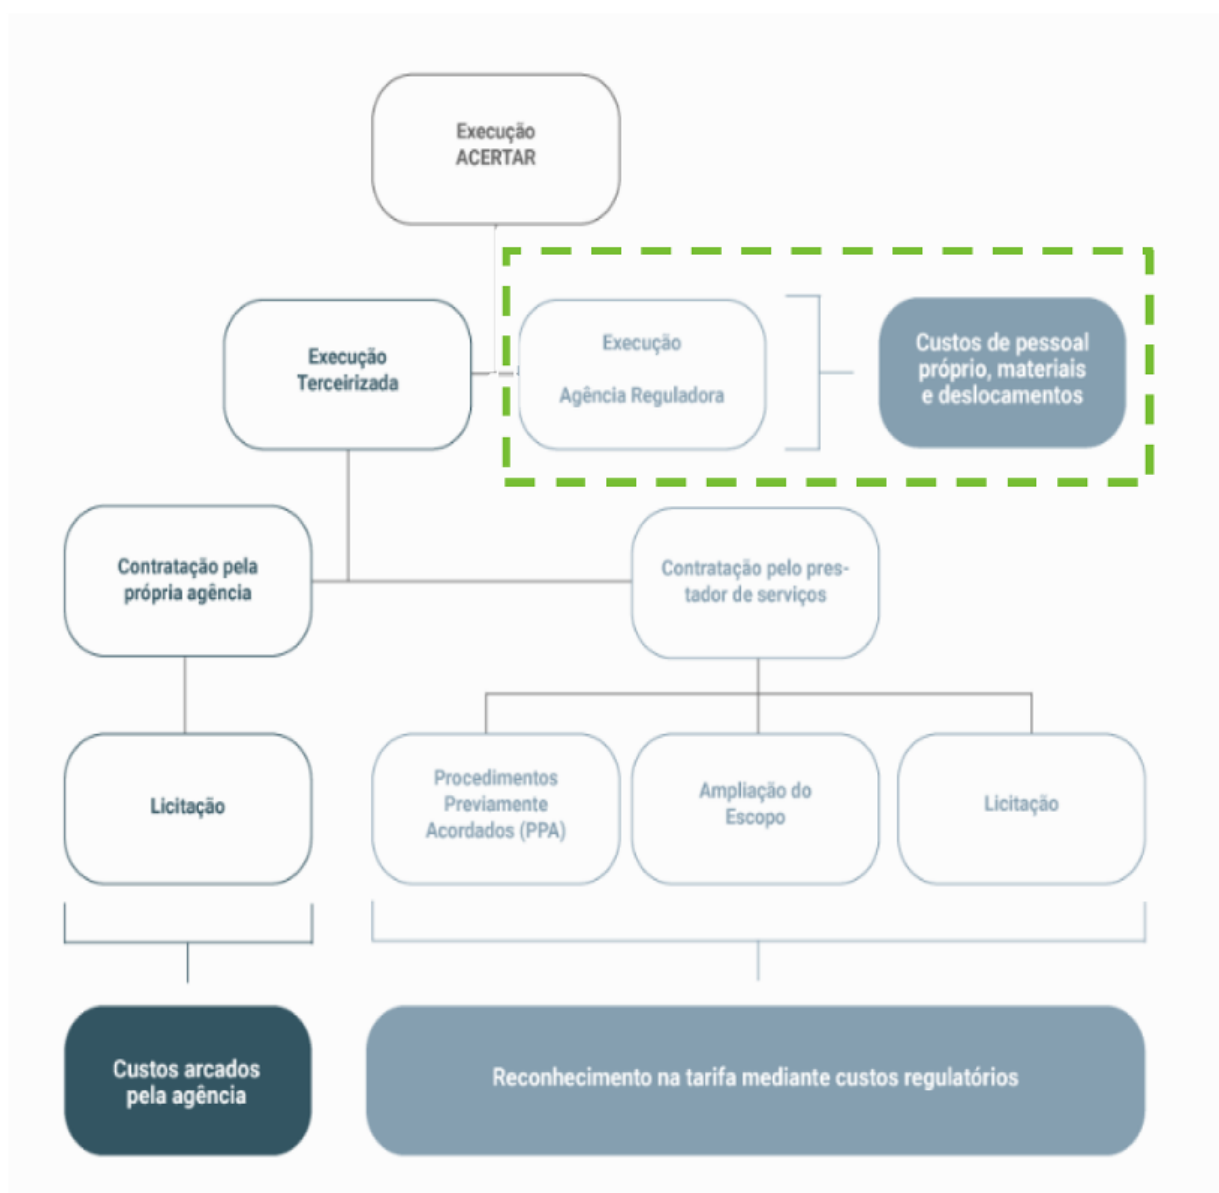 Execução
ACERTAR
Execução
Terceirizada
Execução
Agência Reguladora
Custos de pessoal
próprio, materiais
e deslocamentos
Contratação pela
própria agência
Contratação pelo pres-
tador de serviços
Licitação
Procedimentos
Previamente
Acordados (PPA)
Ampliação do
Escopo
Licitação
Custos arcados
pela agência
Reconhecimento na tarifa mediante custos regulatórios